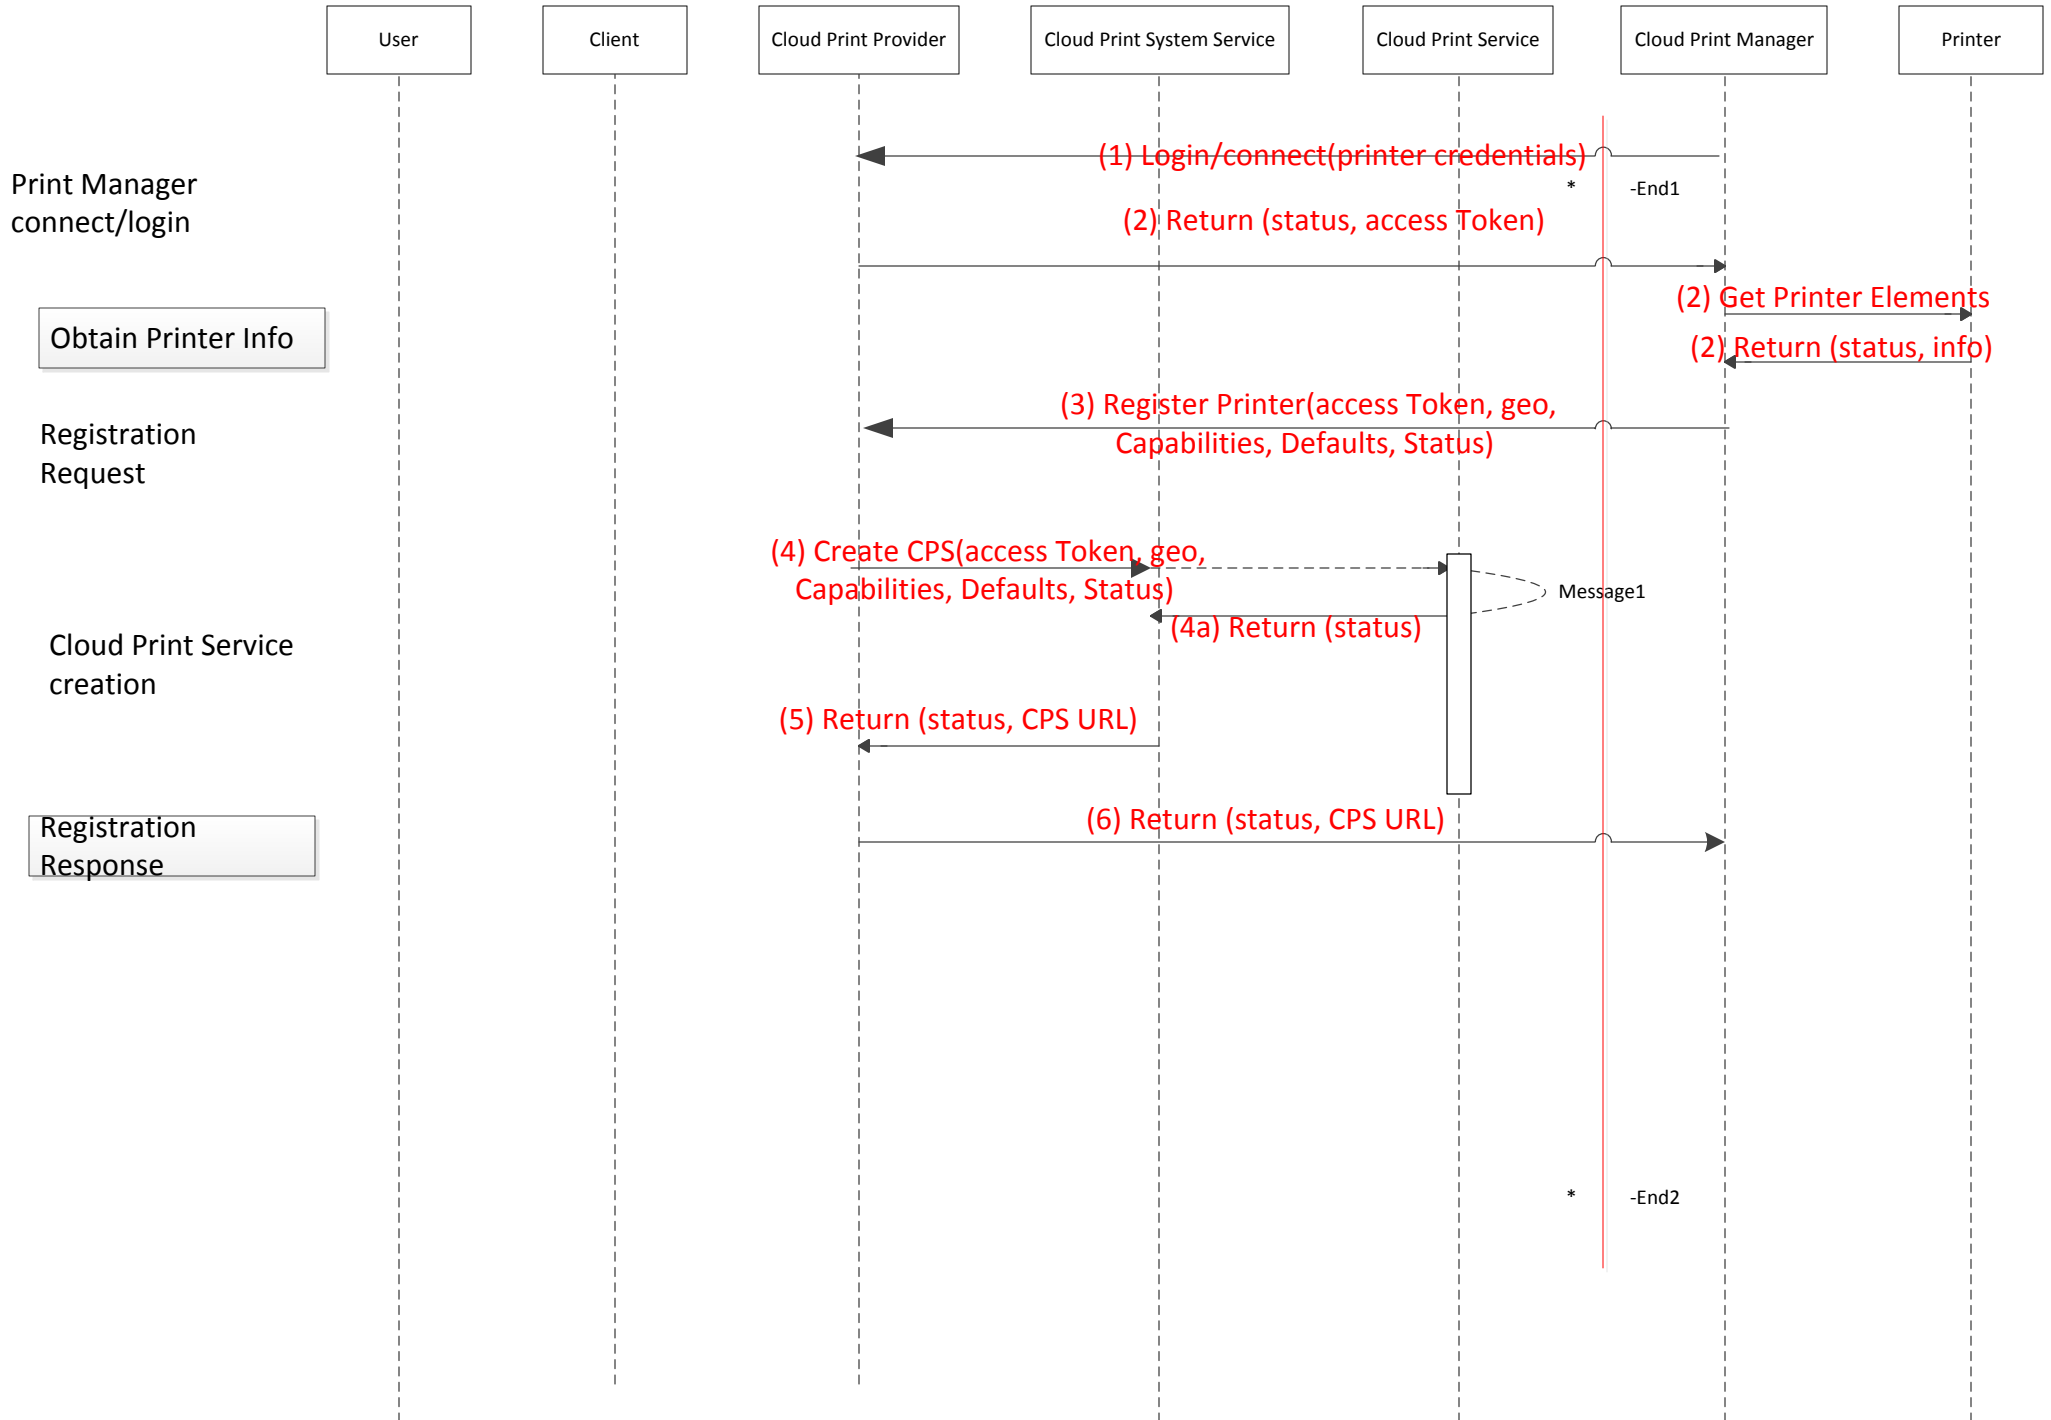 User
Client
Cloud Print Provider
Cloud Print System Service
Cloud Print Service
Cloud Print Manager
Printer
(1) Login/connect(printer credentials)
Print Manager
connect/login
* -End1
(2) Return (status, access Token)
(2) Get Printer Elements
Obtain Printer Info
(2) Return (status, info)
(3) Register Printer(access Token, geo,
Capabilities, Defaults, Status)
Registration
Request
(4) Create CPS(access Token, geo,
Capabilities, Defaults, Status)
Message1
(4a) Return (status)
Cloud Print Service
creation
(5) Return (status, CPS URL)
Registration
Response
(6) Return (status, CPS URL)
* -End2